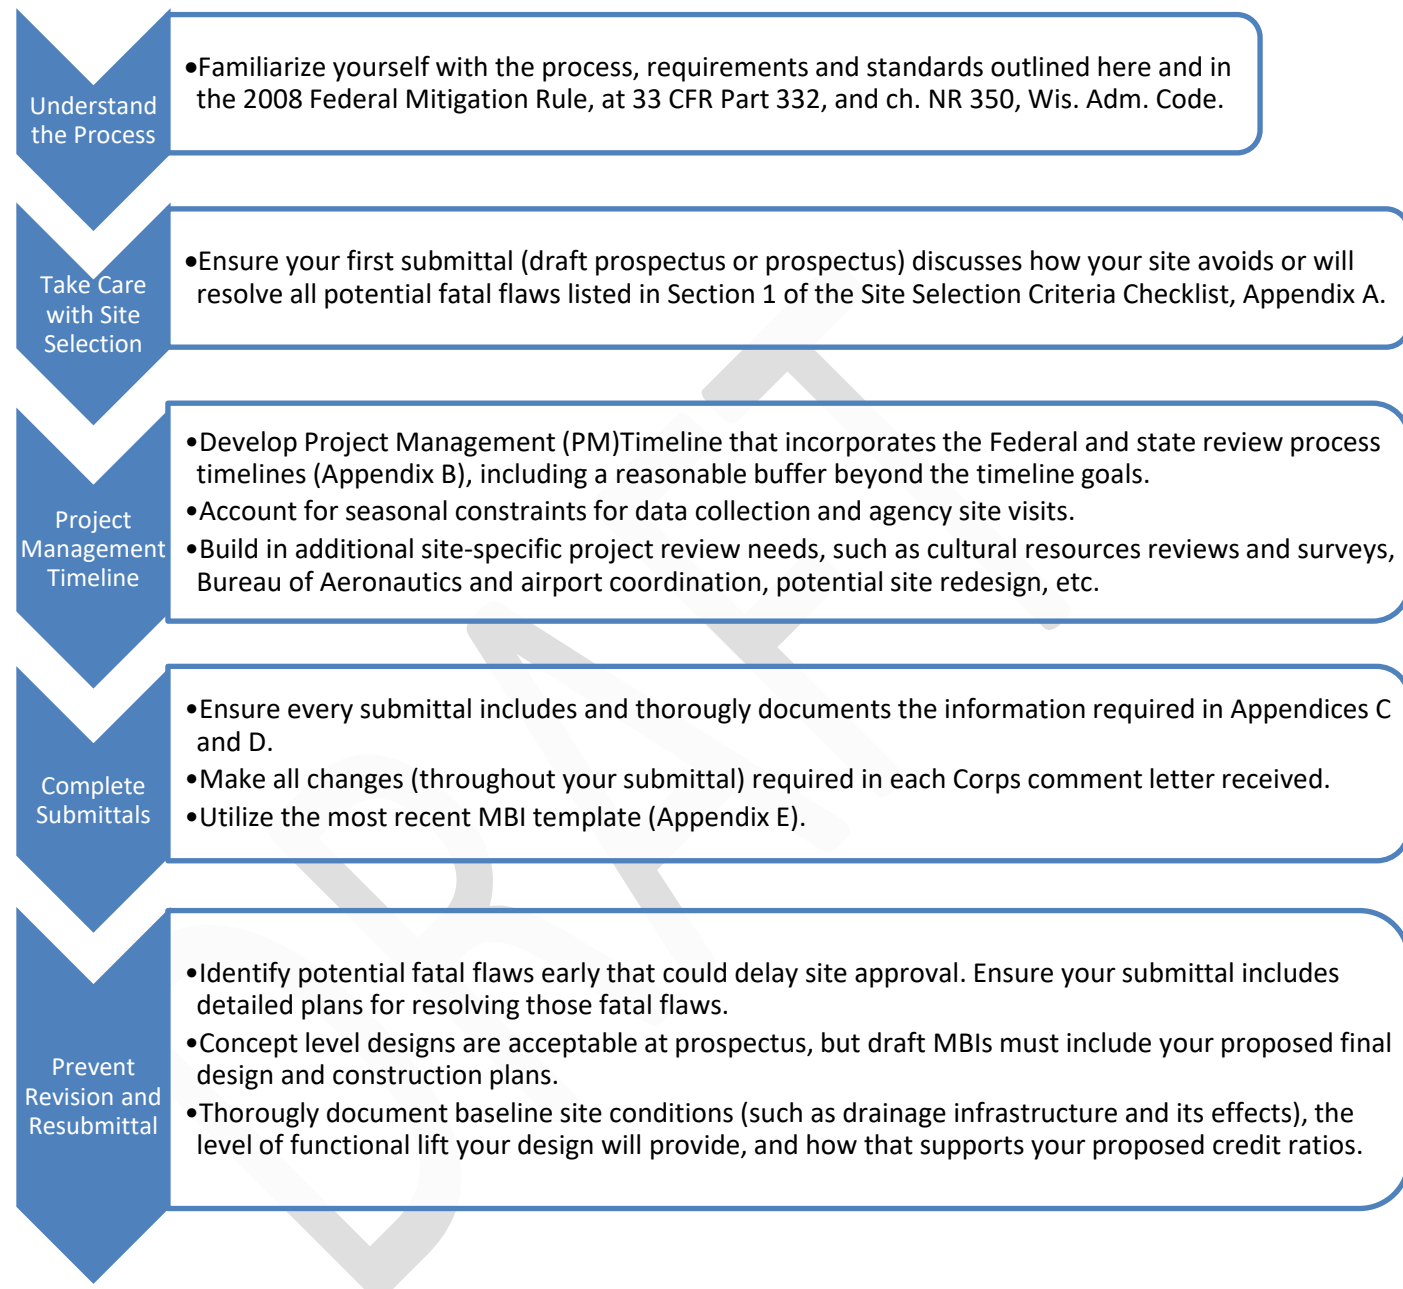 Understand
the Process
•Familiarize yourself with the process, requirements and standards outlined here and in
the 2008 Federal Mitigation Rule, at 33 CFR Part 332, and ch. NR 350, Wis. Adm. Code.
Take Care
with Site
Selection
•Ensure your first submittal (draft prospectus or prospectus) discusses how your site avoids or will
resolve all potential fatal flaws listed in Section 1 of the Site Selection Criteria Checklist, Appendix A.
Project
Management
Timeline
•Develop Project Management (PM)Timeline that incorporates the Federal and state review process
timelines (Appendix B), including a reasonable buffer beyond the timeline goals.
•Account for seasonal constraints for data collection and agency site visits.
•Build in additional site-specific project review needs, such as cultural resources reviews and surveys,
Bureau of Aeronautics and airport coordination, potential site redesign, etc.
Complete
Submittals
•Ensure every submittal includes and thorougly documents the information required in Appendices C
and D.
•Make all changes (throughout your submittal) required in each Corps comment letter received.
•Utilize the most recent MBI template (Appendix E).
Prevent
Revision and
Resubmittal
•Identify potential fatal flaws early that could delay site approval. Ensure your submittal includes
detailed plans for resolving those fatal flaws.
•Concept level designs are acceptable at prospectus, but draft MBIs must include your proposed final
design and construction plans.
•Thorougly document baseline site conditions (such as drainage infrastructure and its effects), the
level of functional lift your design will provide, and how that supports your proposed credit ratios.
DRAFT